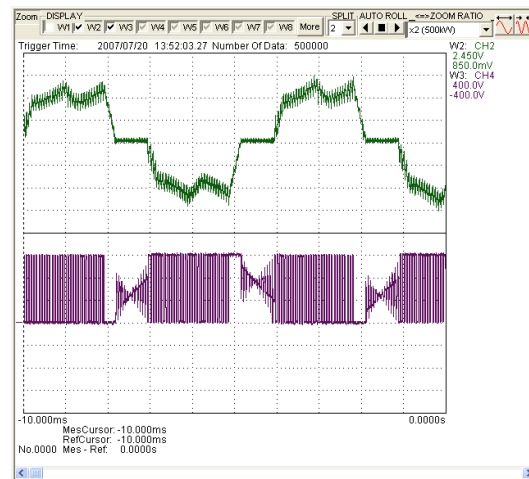 Zoom DISPLAY SPLIT AUTO ROLL <=>ZOOM RATIO
W1 W2 W3 W4 W5 W6 W7 W8 More 2 x2 (500kW)
Trigger Time: 2007/07/20 13:52:03.27 Number Of Data: 500000
W2: CH2
2.450V
850.0mV
W3: CH4
400.0V
-400.0V
-10.000ms 0.0000s
MesCursor: -10.000ms
RefCursor: -10.000ms
No.0000 Mes - Ref: 0.0000s